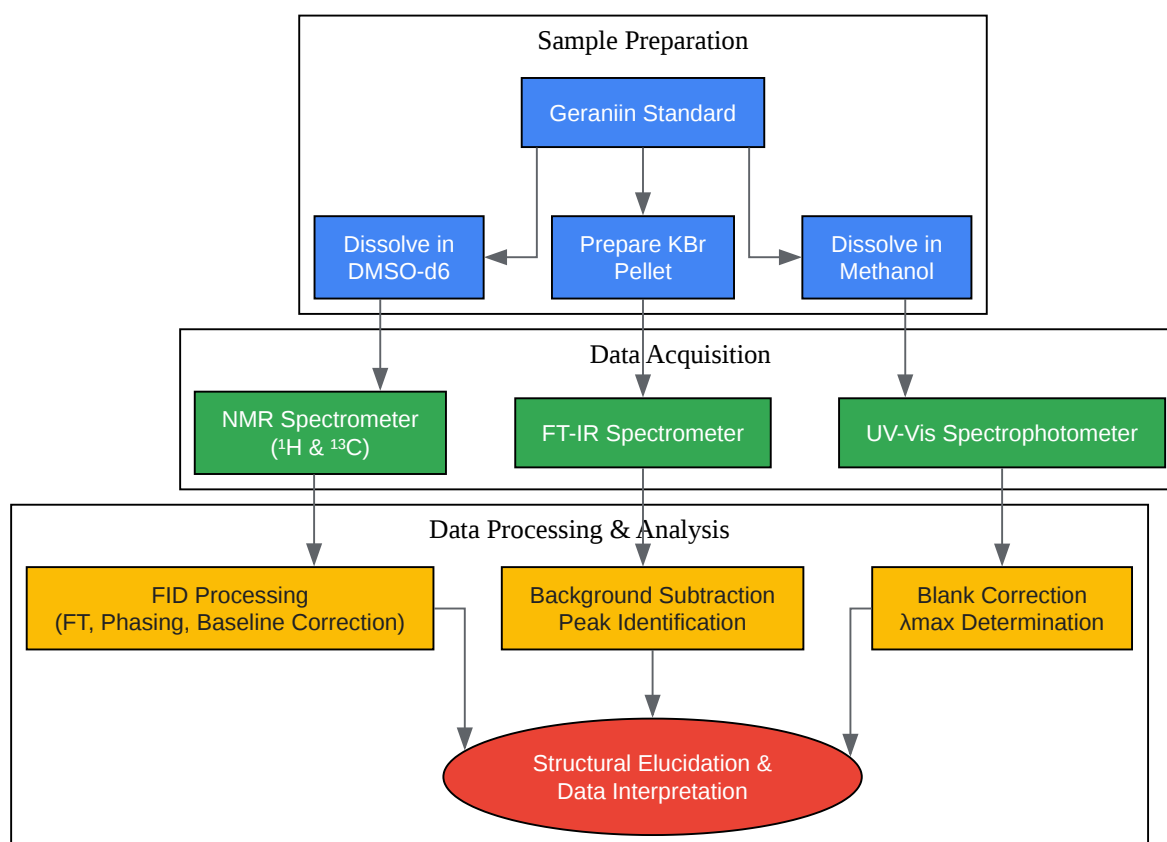 Sample Preparation
Geraniin Standard
Dissolve in
DMSO-d6
Prepare KBr
Pellet
Dissolve in
Methanol
Data Acquisition
NMR Spectrometer
(¹H & ¹³C)
FT-IR Spectrometer
UV-Vis Spectrophotometer
Data Processing & Analysis
FID Processing
(FT, Phasing, Baseline Correction)
Background Subtraction
Peak Identification
Blank Correction
λmax Determination
Structural Elucidation &
Data Interpretation